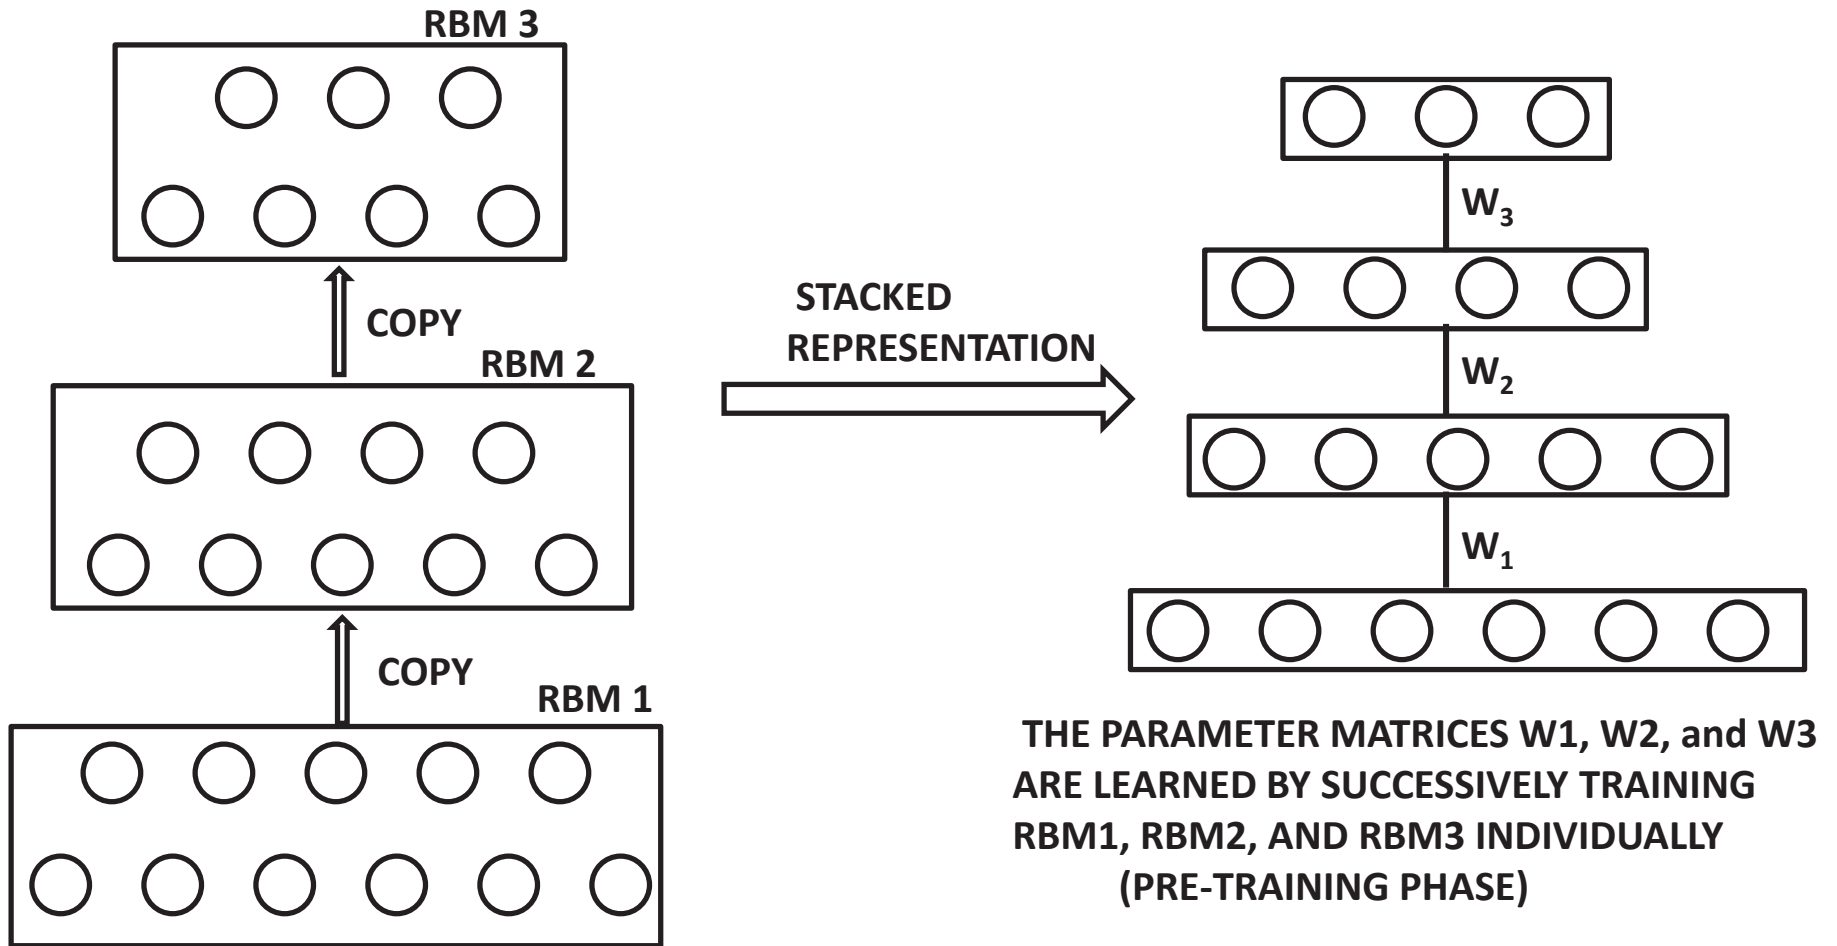 RBM 3
COPY
RBM 2
COPY
RBM 1
STACKED
REPRESENTATION
W₃
W₂
W₁
THE PARAMETER MATRICES W1, W2, and W3
ARE LEARNED BY SUCCESSIVELY TRAINING
RBM1, RBM2, AND RBM3 INDIVIDUALLY
(PRE-TRAINING PHASE)